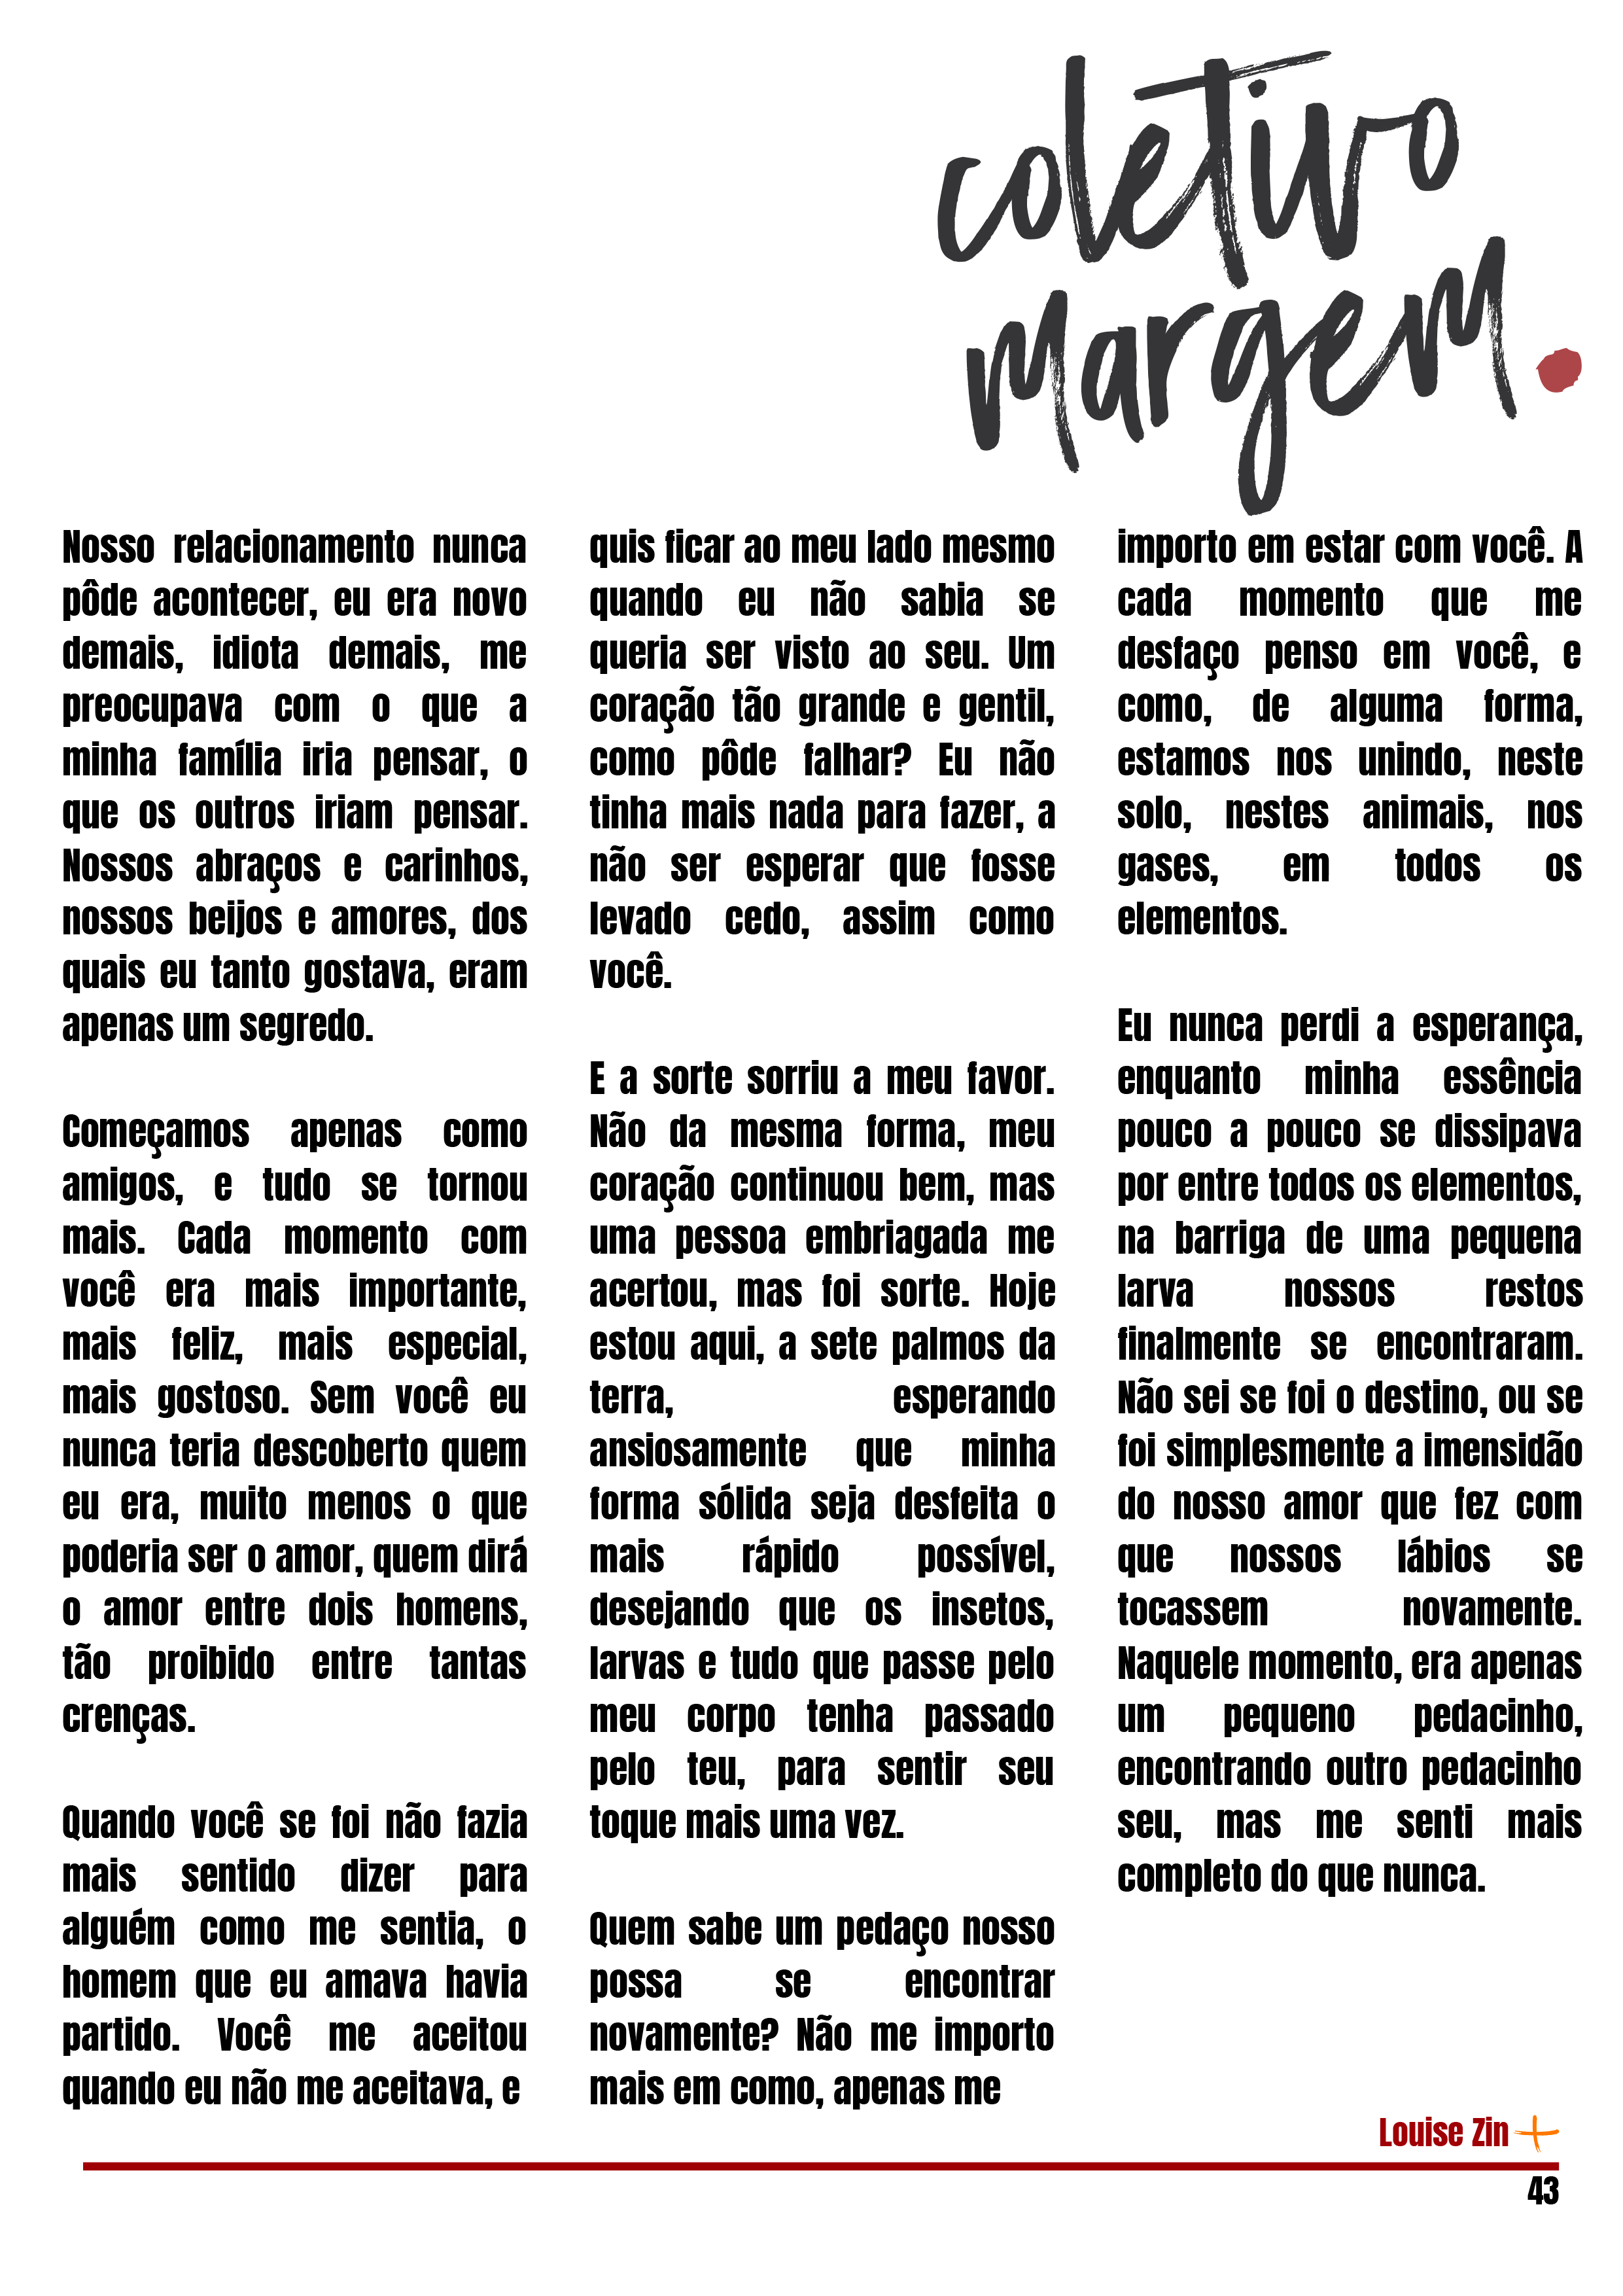 coletivo
margem.
Nosso relacionamento nunca
pôde acontecer, eu era novo
demais, idiota demais, me
preocupava com o que a
minha família iria pensar, o
que os outros iriam pensar.
Nossos abraços e carinhos,
nossos beijos e amores, dos
quais eu tanto gostava, eram
apenas um segredo.
Começamos apenas como
amigos, e tudo se tornou
mais. Cada momento com
você era mais importante,
mais feliz, mais especial,
mais gostoso. Sem você eu
nunca teria descoberto quem
eu era, muito menos o que
poderia ser o amor, quem dirá
o amor entre dois homens,
tão proibido entre tantas
crenças.
Quando você se foi não fazia
mais sentido dizer para
alguém como me sentia, o
homem que eu amava havia
partido. Você me aceitou
quando eu não me aceitava, e
quis ficar ao meu lado mesmo
quando eu não sabia se
queria ser visto ao seu. Um
coração tão grande e gentil,
como pôde falhar? Eu não
tinha mais nada para fazer, a
não ser esperar que fosse
levado cedo, assim como
você.
E a sorte sorriu a meu favor.
Não da mesma forma, meu
coração continuou bem, mas
uma pessoa embriagada me
acertou, mas foi sorte. Hoje
estou aqui, a sete palmos da
terra, esperando
ansiosamente que minha
forma sólida seja desfeita o
mais rápido possível,
desejando que os insetos,
larvas e tudo que passe pelo
meu corpo tenha passado
pelo teu, para sentir seu
toque mais uma vez.
Quem sabe um pedaço nosso
possa se encontrar
novamente? Não me importo
mais em como, apenas me
importo em estar com você. A
cada momento que me
desfaço penso em você, e
como, de alguma forma,
estamos nos unindo, neste
solo, nestes animais, nos
gases, em todos os
elementos.
Eu nunca perdi a esperança,
enquanto minha essência
pouco a pouco se dissipava
por entre todos os elementos,
na barriga de uma pequena
larva nossos restos
finalmente se encontraram.
Não sei se foi o destino, ou se
foi simplesmente a imensidão
do nosso amor que fez com
que nossos lábios se
tocassem novamente.
Naquele momento, era apenas
um pequeno pedacinho,
encontrando outro pedacinho
seu, mas me senti mais
completo do que nunca.
Louise Zin
43